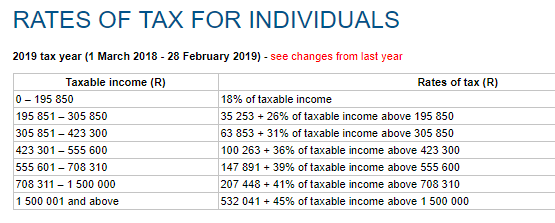 RATES OF TAX FOR INDIVIDUALS
2019 tax year (1 March 2018 - 28 February 2019) - see changes from last year
Taxable income (R) Rates of tax (R)
0 – 195 850 18% of taxable income
195 851 – 305 850 35 253 + 26% of taxable income above 195 850
305 851 – 423 300 63 853 + 31% of taxable income above 305 850
423 301 – 555 600 100 263 + 36% of taxable income above 423 300
555 601 – 708 310 147 891 + 39% of taxable income above 555 600
708 311 – 1 500 000 207 448 + 41% of taxable income above 708 310
1 500 001 and above 532 041 + 45% of taxable income above 1 500 000